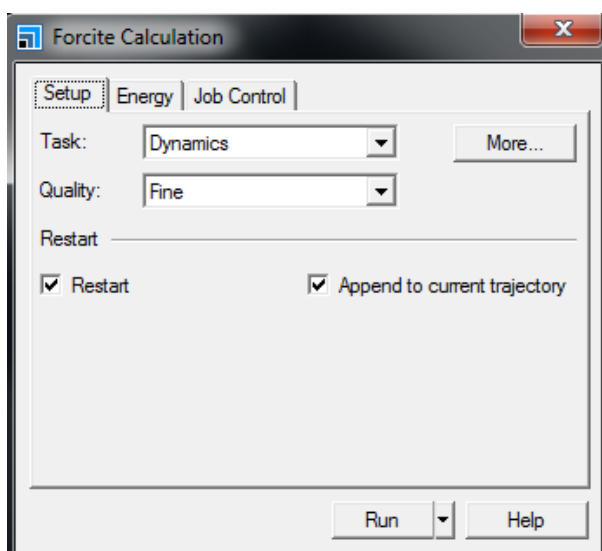 Forcite Calculation
Setup Energy Job Control
Task: Dynamics More...
Quality: Fine
Restart
Restart Append to current trajectory
Run Help